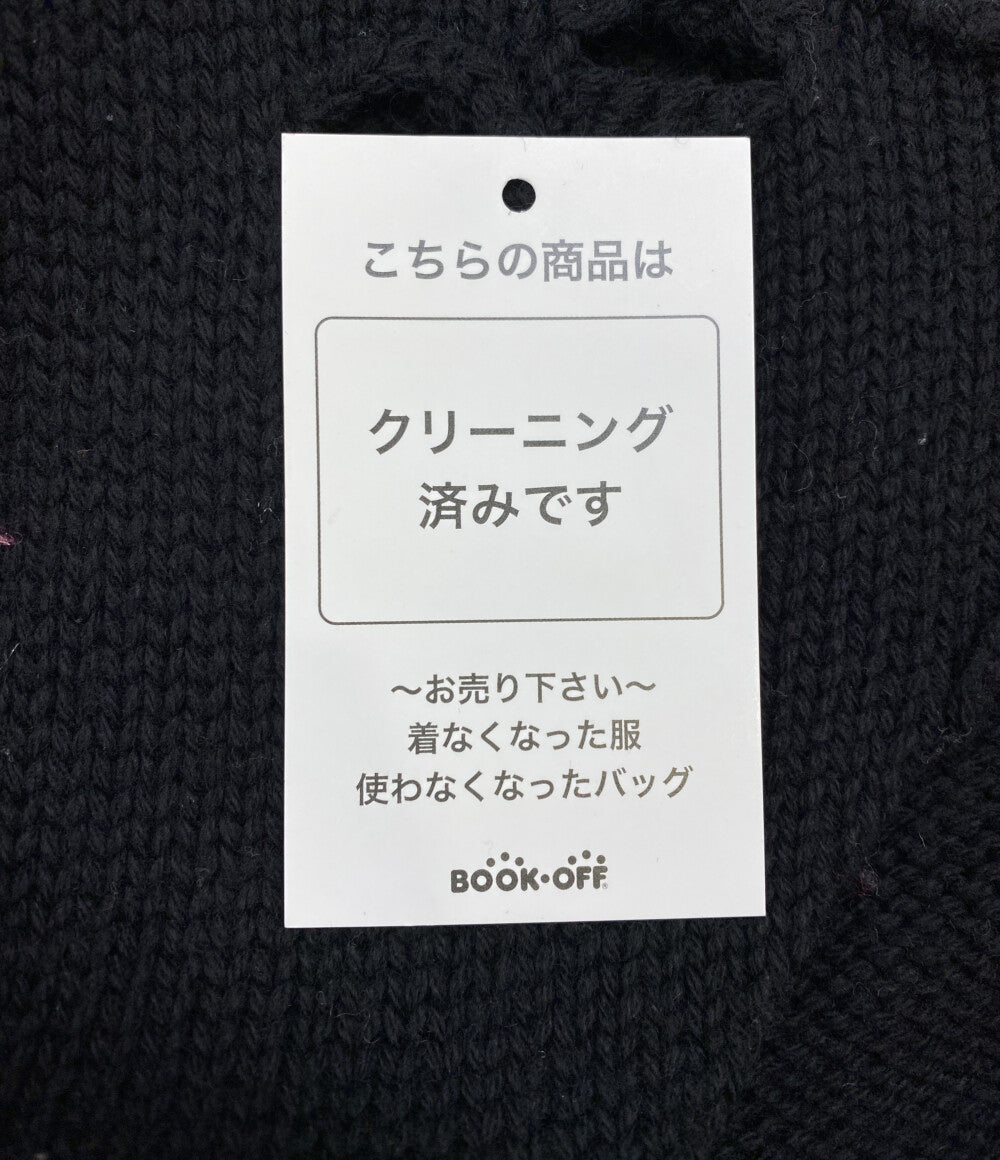 こちらの商品は
クリーニング
済みです
～お売り下さい～
着なくなった服
使わなくなったバッグ
BOOK・OFF®